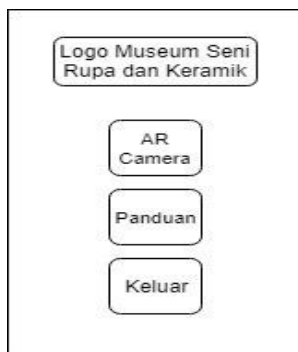 Logo Museum Seni
Rupa dan Keramik
AR
Camera
Panduan
Keluar